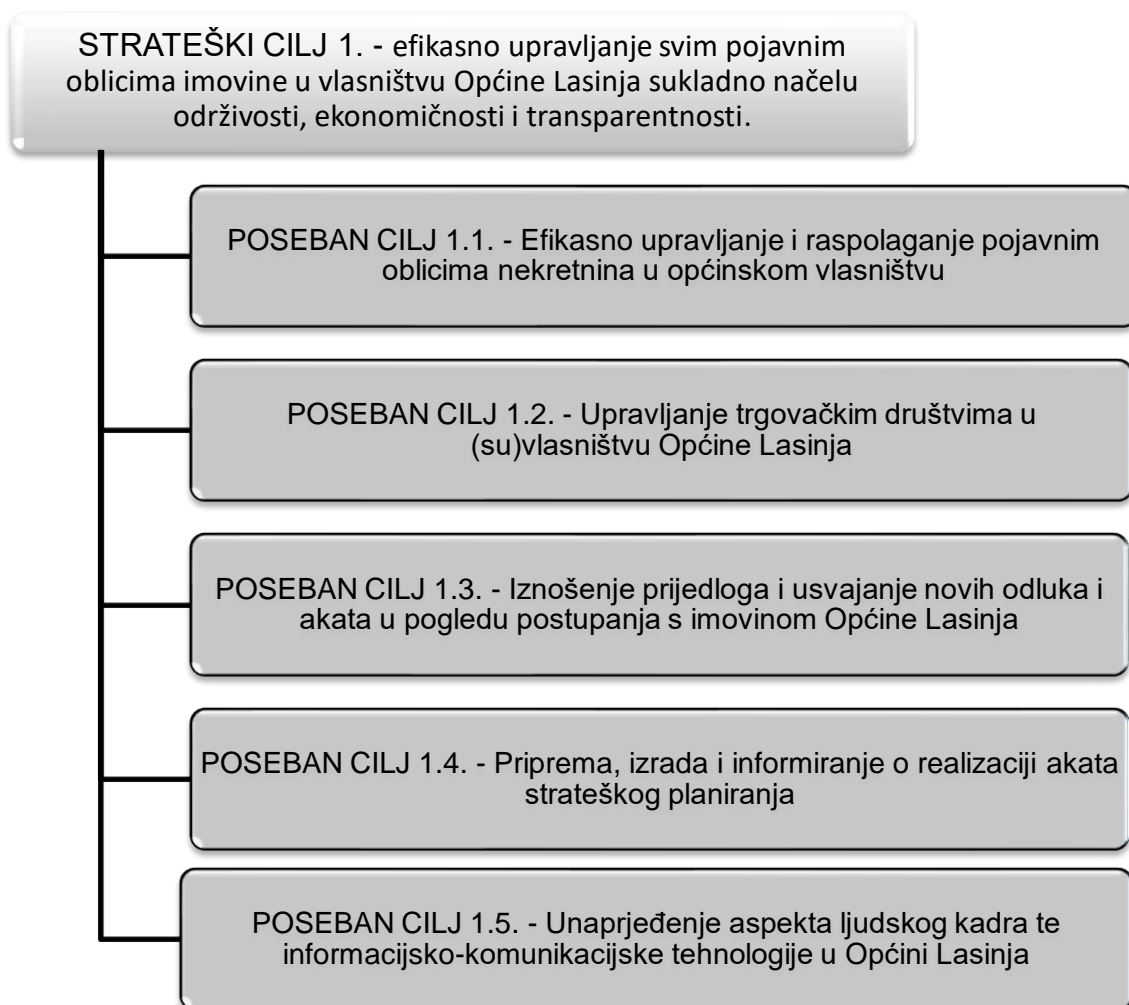 STRATEŠKI CILJ 1. - efikasno upravljanje svim pojavnim
oblicima imovine u vlasništvu Općine Lasinja sukladno načelu
održivosti, ekonomičnosti i transparentnosti.
POSEBAN CILJ 1.1. - Efikasno upravljanje i raspolaganje pojavnim
oblicima nekretnina u općinskom vlasništvu
POSEBAN CILJ 1.2. - Upravljanje trgovačkim društvima u
(su)vlasništvu Općine Lasinja
POSEBAN CILJ 1.3. - Iznošenje prijedloga i usvajanje novih odluka i
akata u pogledu postupanja s imovinom Općine Lasinja
POSEBAN CILJ 1.4. - Priprema, izrada i informiranje o realizaciji akata
strateškog planiranja
POSEBAN CILJ 1.5. - Unaprjeđenje aspekta ljudskog kadra te
informacijsko-komunikacijske tehnologije u Općini Lasinja